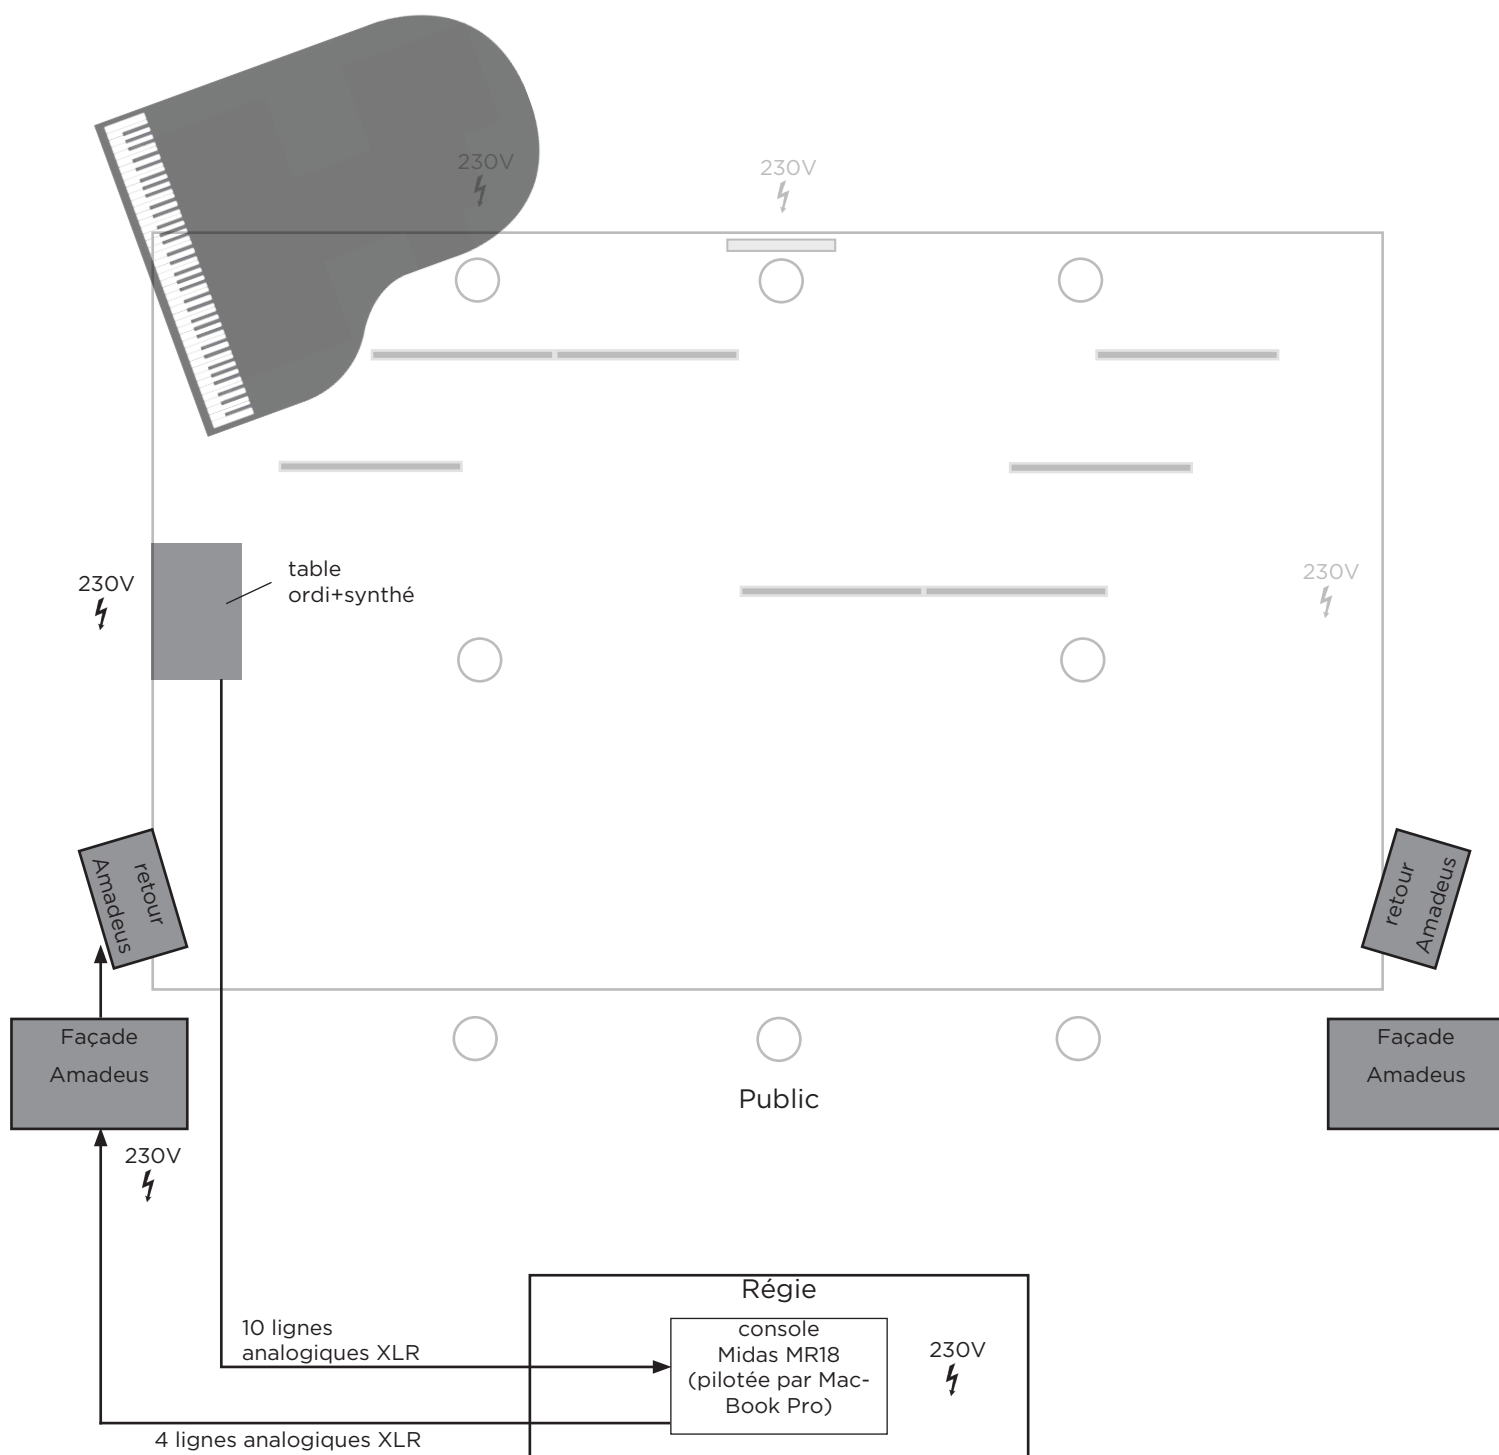 230V
230V
230V
table
ordi+synthé
230V
retour
Amadeus
retour
Amadeus
Façade
Amadeus
Façade
Amadeus
Public
230V
Régie
10 lignes
analogiques XLR
console
Midas MR18
(pilotée par Mac-
Book Pro)
230V
4 lignes analogiques XLR